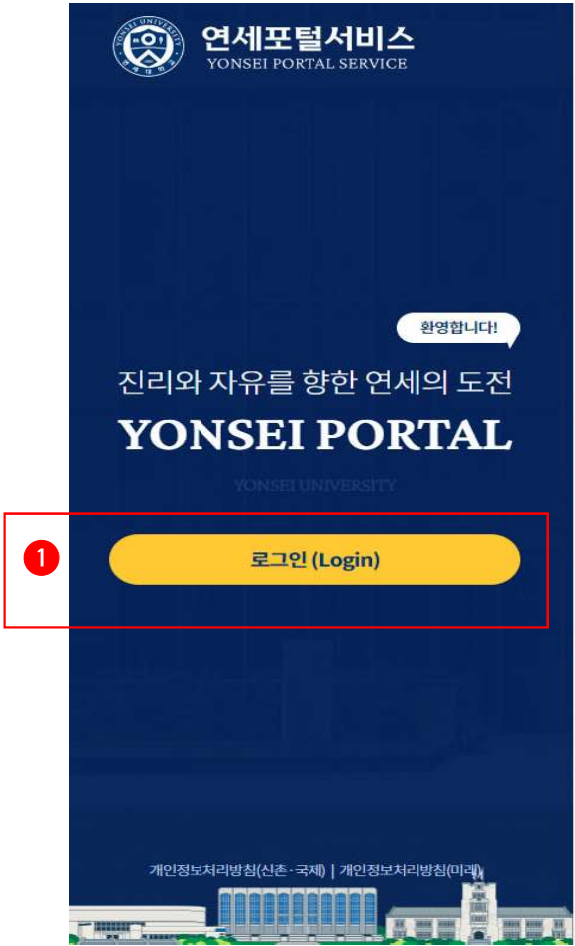 연세포털서비스
YONSEI PORTAL SERVICE
환영합니다!
진리와 자유를 향한 연세의 도전
YONSEI PORTAL
YONSEI UNIVERSITY
1
로그인 (Login)
개인정보처리방침(신촌·국제) | 개인정보처리방침(미래)